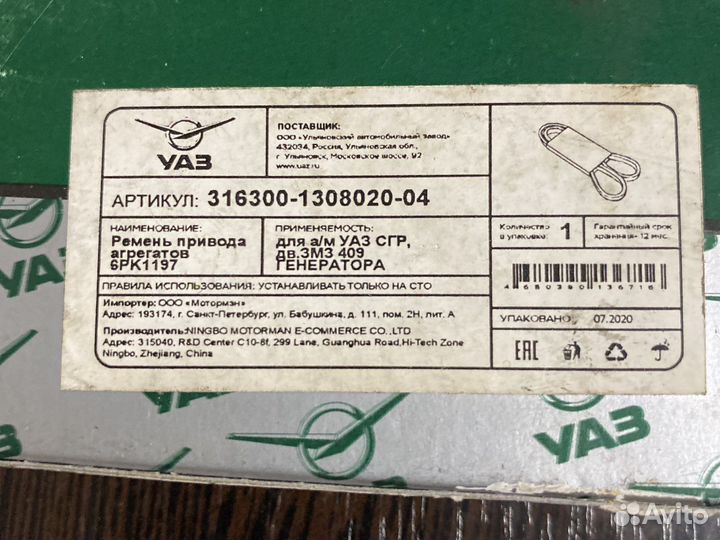 УАЗ
ПОСТАВЩИК:
ООО «Ульяновский автомобильный завод»
432034, Россия, Ульяновская обл.,
г. Ульяновск, Московское шоссе, 92
www.uaz.ru
АРТИКУЛ: 316300-1308020-04
НАИМЕНОВАНИЕ:
Ремень привода
агрегатов
6PK1197
ПРИМЕНЯЕМОСТЬ:
для а/м УАЗ СГР,
дв.ЗМЗ 409
ГЕНЕРАТОРА
Количество
в упаковке:
1
Гарантийный срок
хранения- 12 мес.
ПРАВИЛА ИСПОЛЬЗОВАНИЯ: УСТАНАВЛИВАТЬ ТОЛЬКО НА СТО
4680380136716
Импортер: ООО «Мотормэн»
Адрес: 193174, г. Санкт-Петербург, ул. Бабушкина, д. 111, пом. 2Н, лит. А
УПАКОВАНО: 07.2020
Производитель:NINGBO MOTORMAN E-COMMERCE CO.,LTD
Адрес: 315040, R&D Center C10-8f, 299 Lane, Guanghua Road,Hi-Tech Zone
Ningbo, Zhejiang, China
EAC
УАЗ
УАЗ
Avito